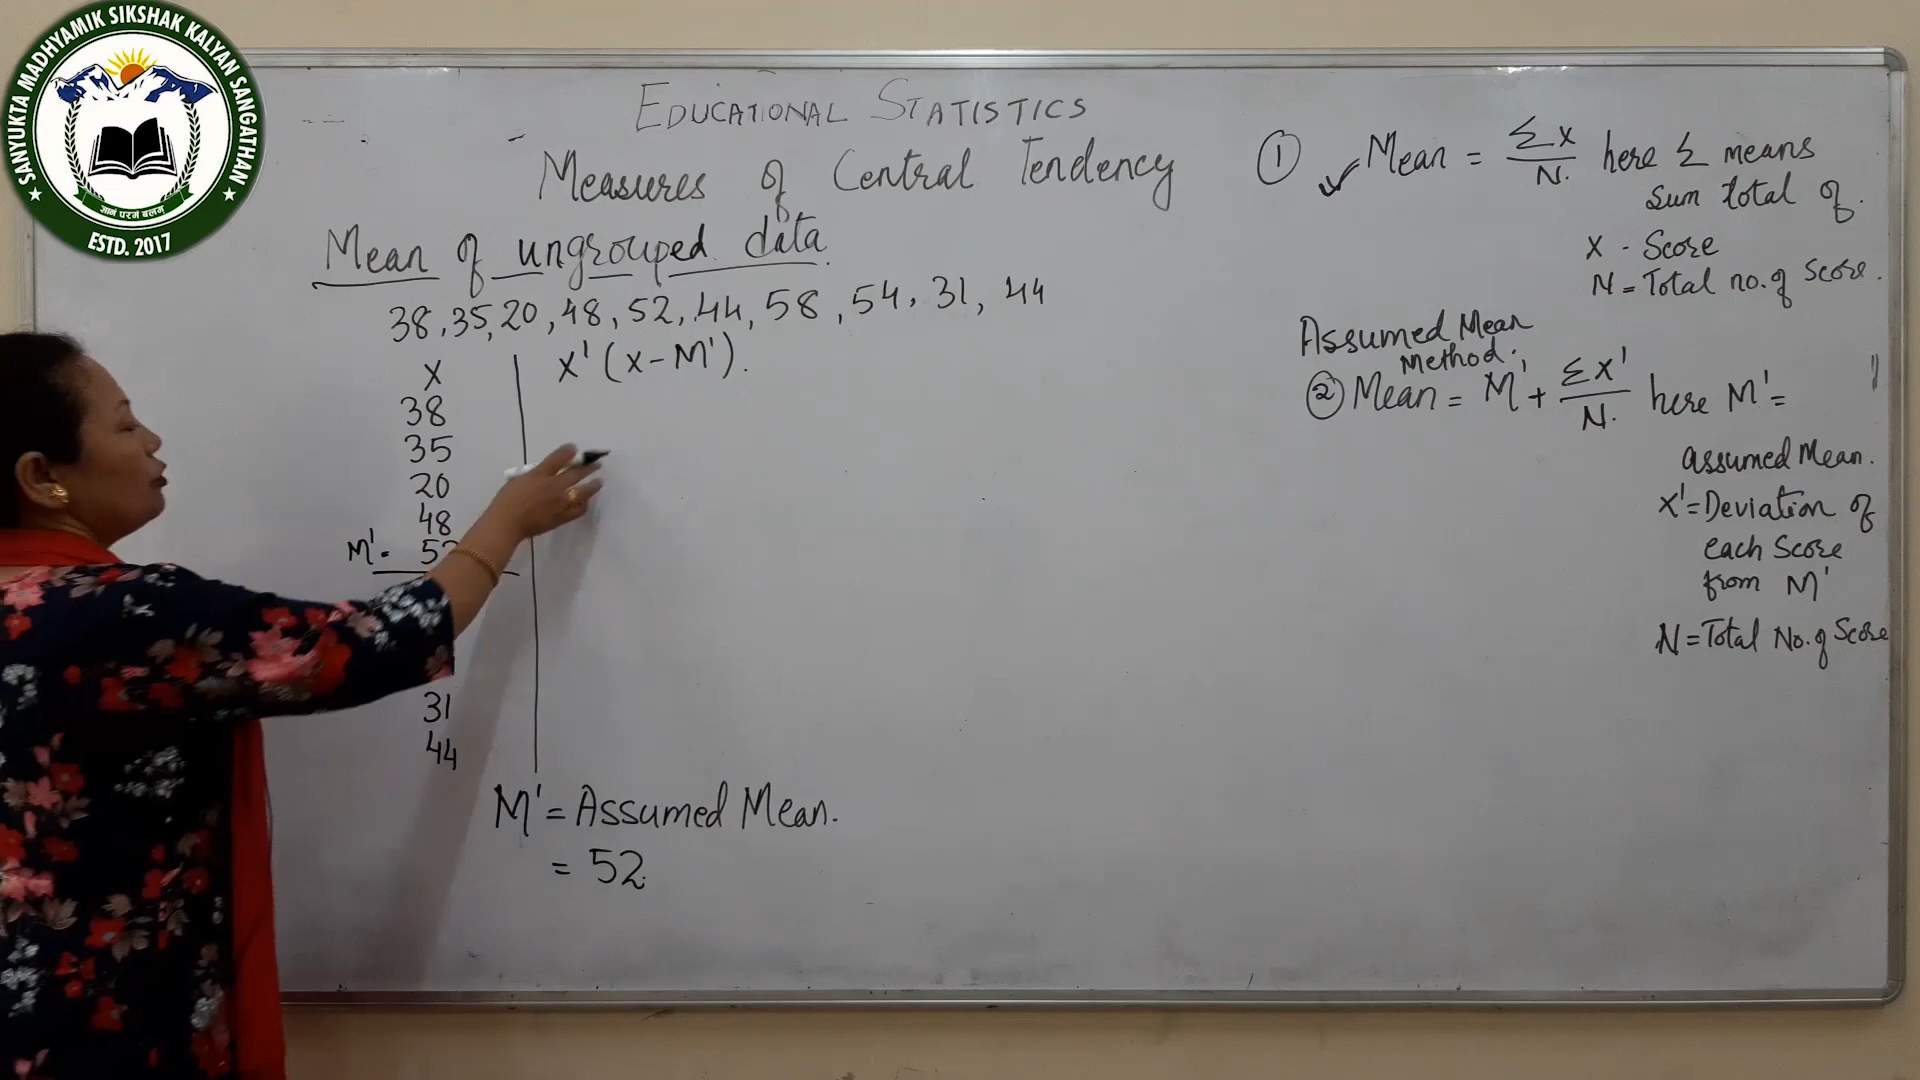 SANYUKTA MADHYAMIK SIKSHAK KALYAN SANGATHAN
ज्ञानं परमं बलम्
ESTD. 2017
EDUCATIONAL STATISTICS
Measures of Central Tendency
Mean of ungrouped data
38, 35, 20, 48, 52, 44, 58, 54, 31, 44
X
X' (X - M').
38
35
20
48
M' = 52
31
44
M' = Assumed Mean.
= 52
① ✓ Mean = ΣX / N. here Σ means
Sum total of.
X - Score
N = Total no. of Score.
Assumed Mean
Method.
② Mean = M' + ΣX' / N. here M' =
assumed Mean.
X' = Deviation of
each Score
from M'
N = Total No. of Score